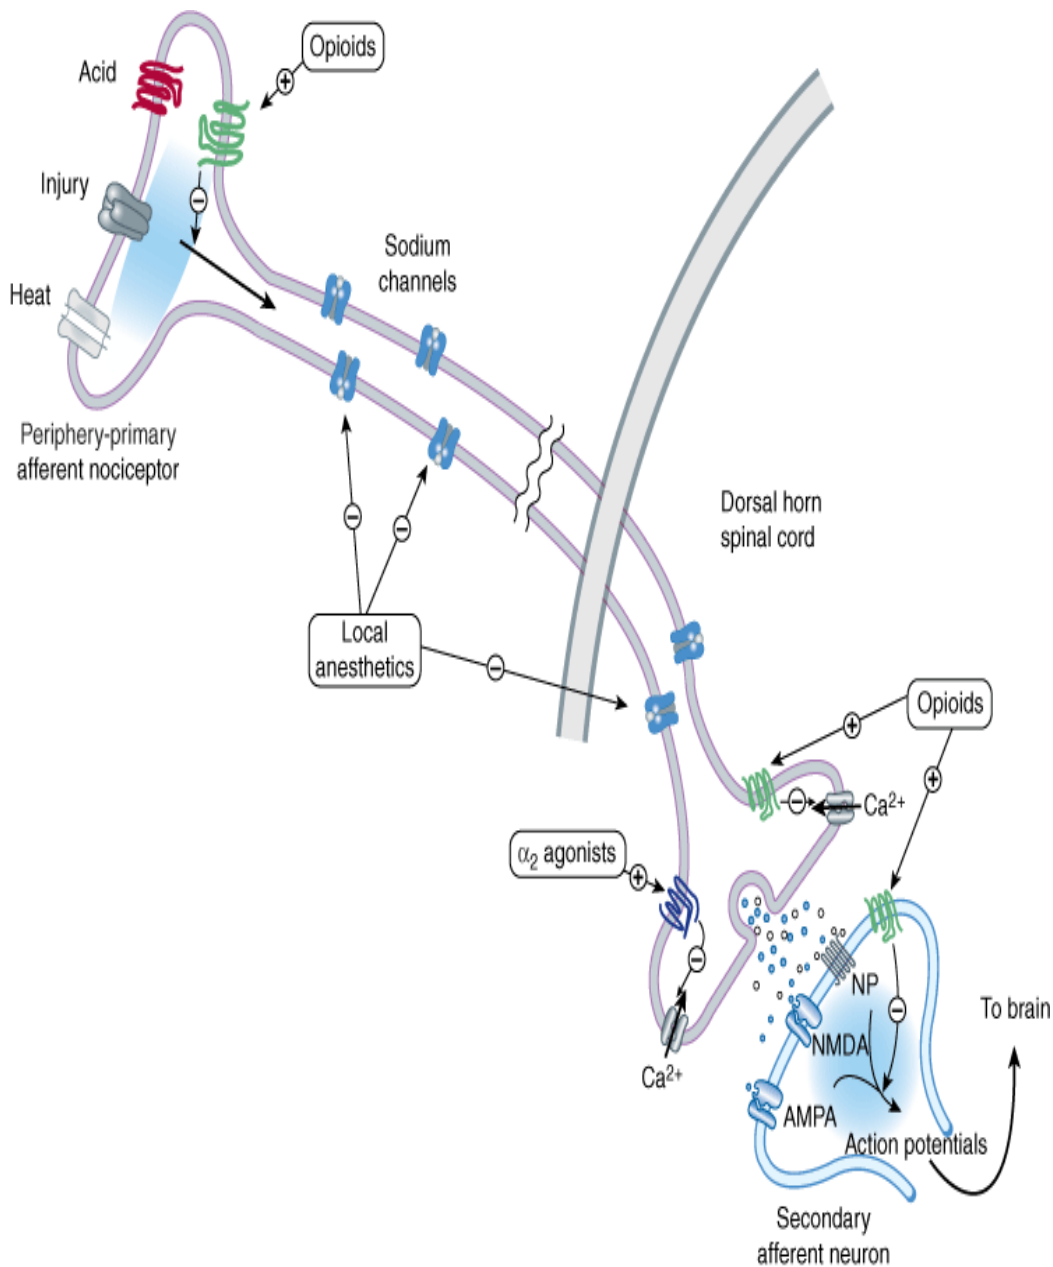 Opioids
+
Acid
Injury
−
Heat
Sodium
channels
Periphery-primary
afferent nociceptor
−
−
Dorsal horn
spinal cord
Local
anesthetics
−
Opioids
+
+
−
Ca2+
α2 agonists
+
−
NP
−
To brain
NMDA
Ca2+
AMPA
Action potentials
Secondary
afferent neuron